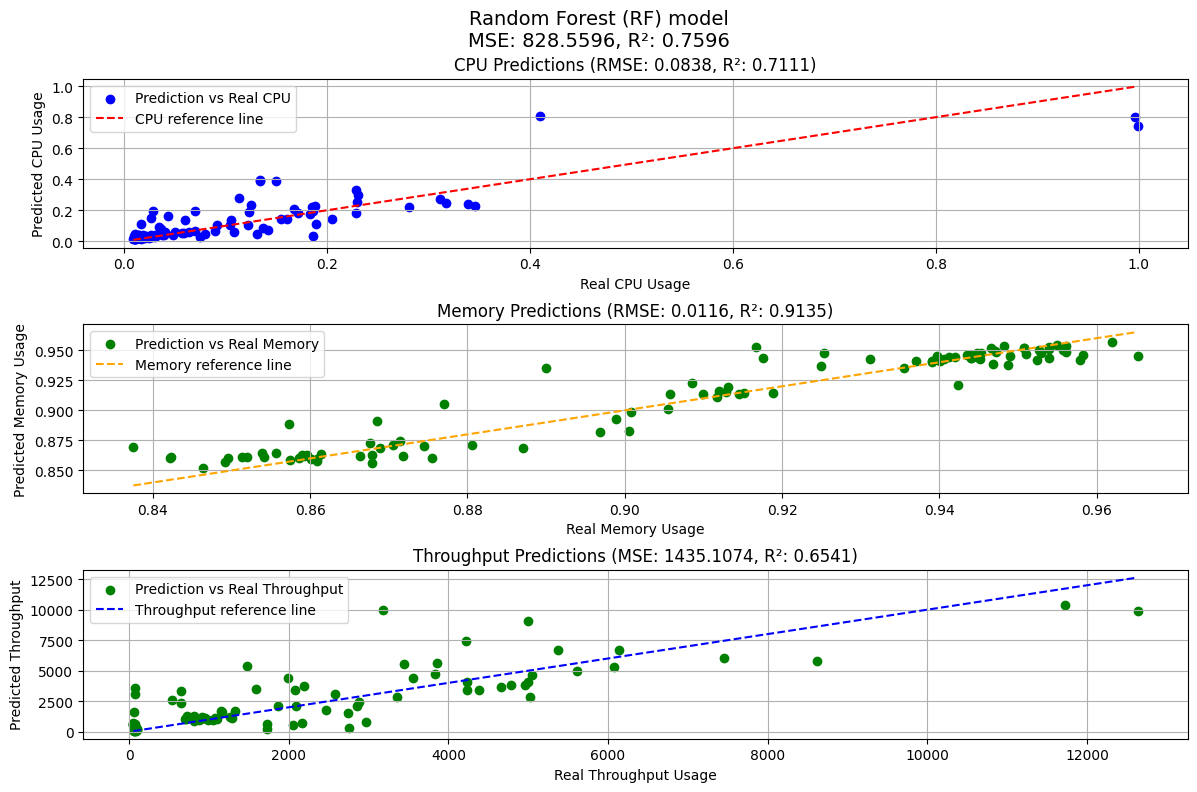 Random Forest (RF) model
MSE: 828.5596, R²: 0.7596
CPU Predictions (RMSE: 0.0838, R²: 0.7111)
Predicted CPU Usage
1.0
0.8
0.6
0.4
0.2
0.0
Prediction vs Real CPU
CPU reference line
0.0 0.2 0.4 0.6 0.8 1.0
Real CPU Usage
Memory Predictions (RMSE: 0.0116, R²: 0.9135)
Predicted Memory Usage
0.950
0.925
0.900
0.875
0.850
Prediction vs Real Memory
Memory reference line
0.84 0.86 0.88 0.90 0.92 0.94 0.96
Real Memory Usage
Throughput Predictions (MSE: 1435.1074, R²: 0.6541)
Predicted Throughput
12500
10000
7500
5000
2500
0
Prediction vs Real Throughput
Throughput reference line
0 2000 4000 6000 8000 10000 12000
Real Throughput Usage